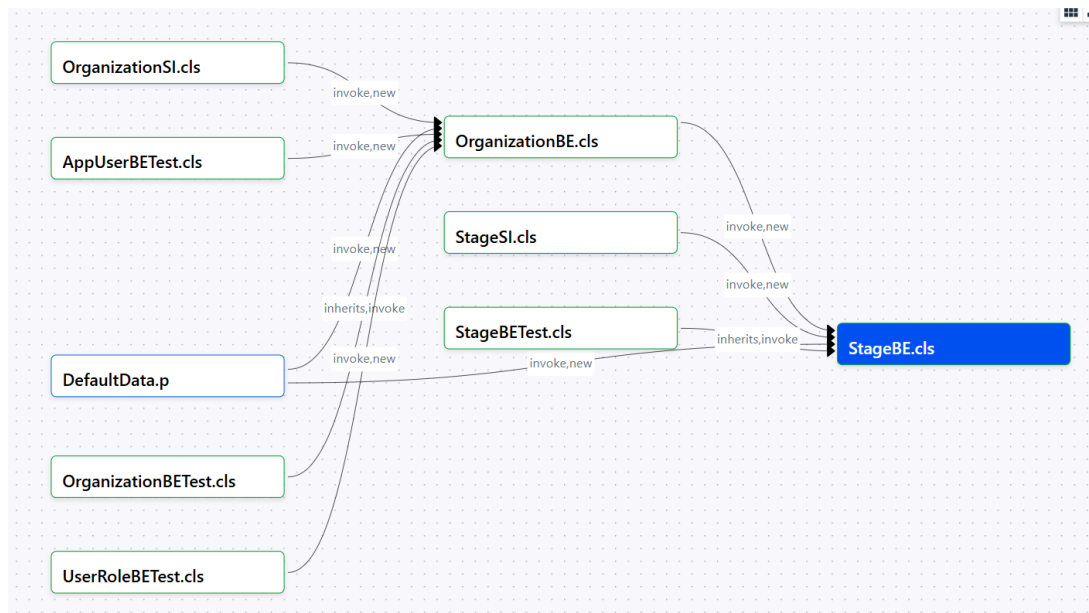 OrganizationSI.cls
invoke,new
AppUserBETest.cls
invoke,new
OrganizationBE.cls
StageSI.cls
invoke,new
invoke,new
invoke,new
inherits,invoke
StageBETest.cls
inherits,invoke
StageBE.cls
invoke,new
invoke,new
DefaultData.p
OrganizationBETest.cls
UserRoleBETest.cls